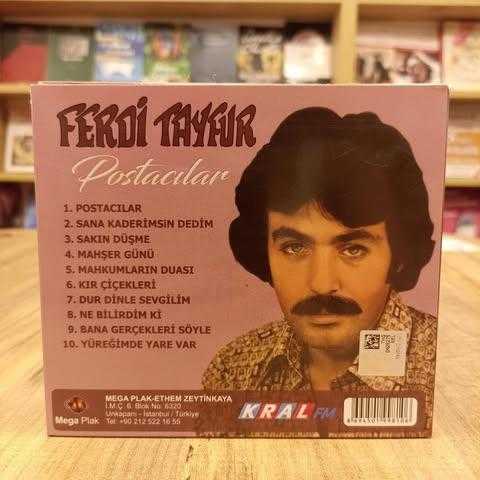 FERDİ TAYFUR
Postacılar
1. POSTACILAR
2. SANA KADERİMSİN DEDİM
3. SAKIN DÜŞME
4. MAHŞER GÜNÜ
5. MAHKUMLARIN DUASI
6. KIR ÇİÇEKLERİ
7. DUR DİNLE SEVGİLİM
8. NE BİLİRDİM Kİ
9. BANA GERÇEKLERİ SÖYLE
10. YÜREĞİMDE YARE VAR
Mega Plak
MEGA PLAK-ETHEM ZEYTİNKAYA
İ.M.Ç. 6. Blok No: 6320
Unkapanı - İstanbul / Türkiye
Tel: +90 212 522 16 55
KRAL FM